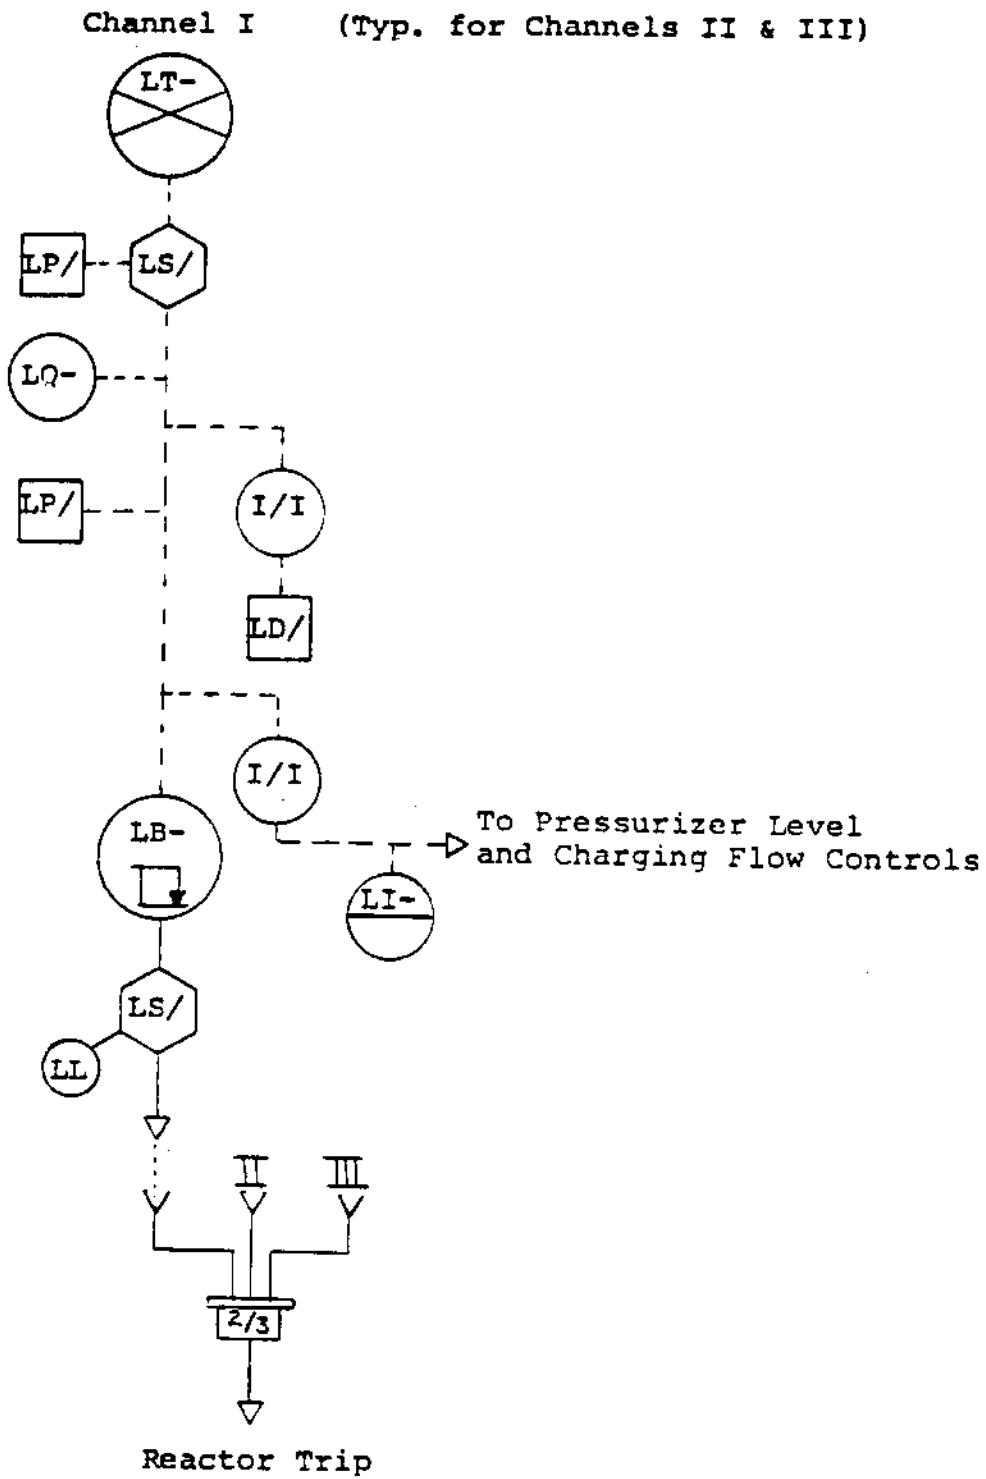 Channel I (Typ. for Channels II & III)
LT-
LP/ LS/
LQ-
LP/ I/I
LD/
I/I
LB-
To Pressurizer Level
and Charging Flow Controls
LI-
LS/
LL
II III
2/3
Reactor Trip